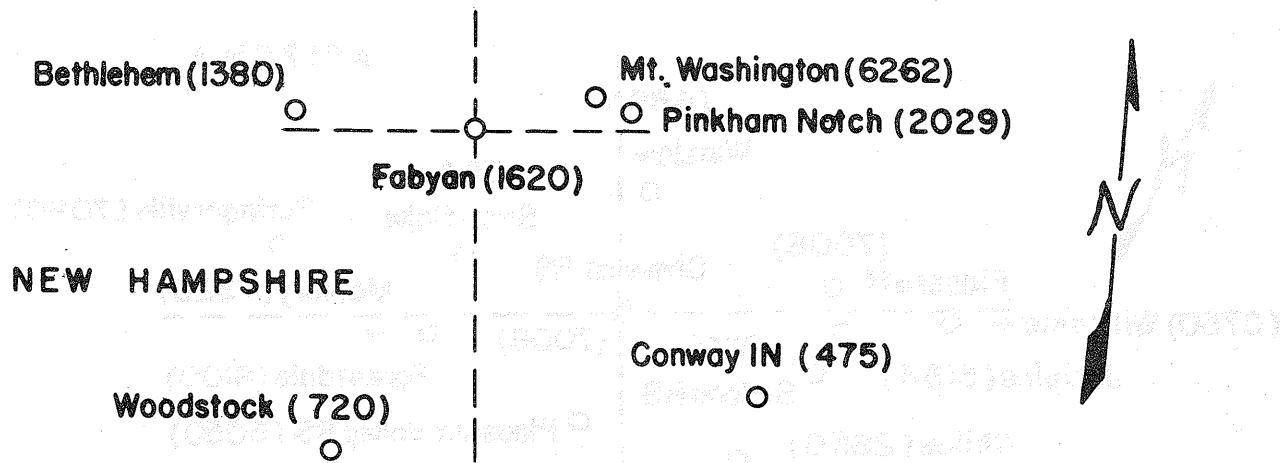 Bethlehem (1380)
Mt. Washington (6262)
Pinkham Notch (2029)
Fabyan (1620)
N
NEW HAMPSHIRE
Conway IN (475)
Woodstock (720)